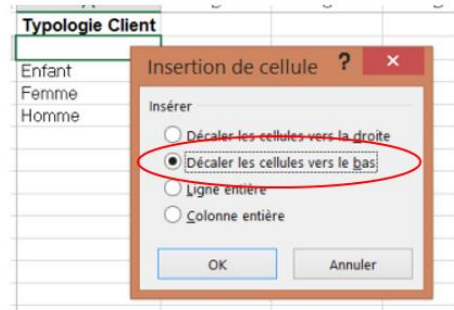 Typologie Client
Insertion de cellule ? ×
Enfant
Femme
Homme
Insérer
Décaler les cellules vers la droite
Décaler les cellules vers le bas
Ligne entière
Colonne entière
OK Annuler